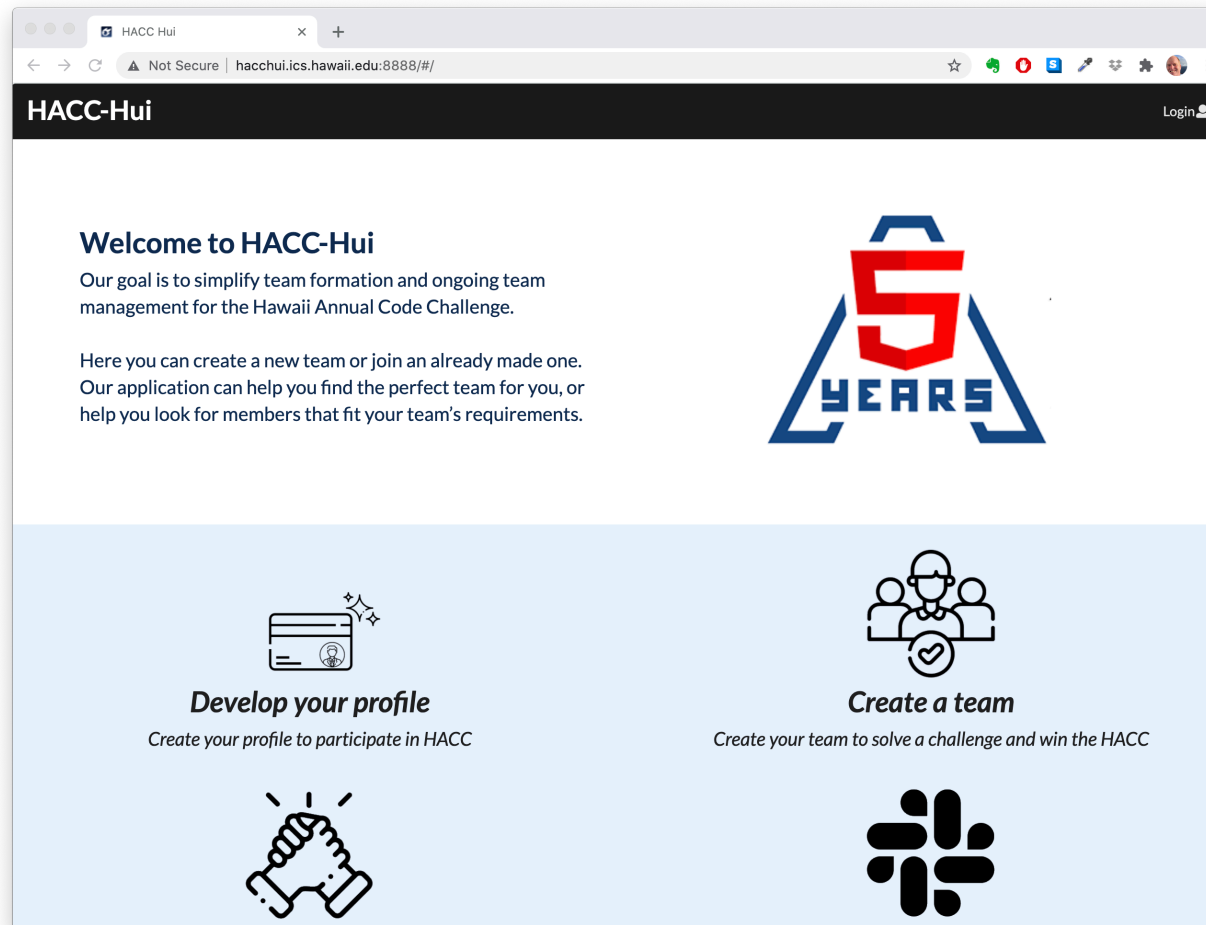 HACC Hui
Not Secure | hacchui.ics.hawaii.edu:8888/#/
S
HACC-Hui
Login
Welcome to HACC-Hui
Our goal is to simplify team formation and ongoing team
management for the Hawaii Annual Code Challenge.
Here you can create a new team or join an already made one.
Our application can help you find the perfect team for you, or
help you look for members that fit your team's requirements.
5
YEARS
Develop your profile
Create your profile to participate in HACC
Create a team
Create your team to solve a challenge and win the HACC